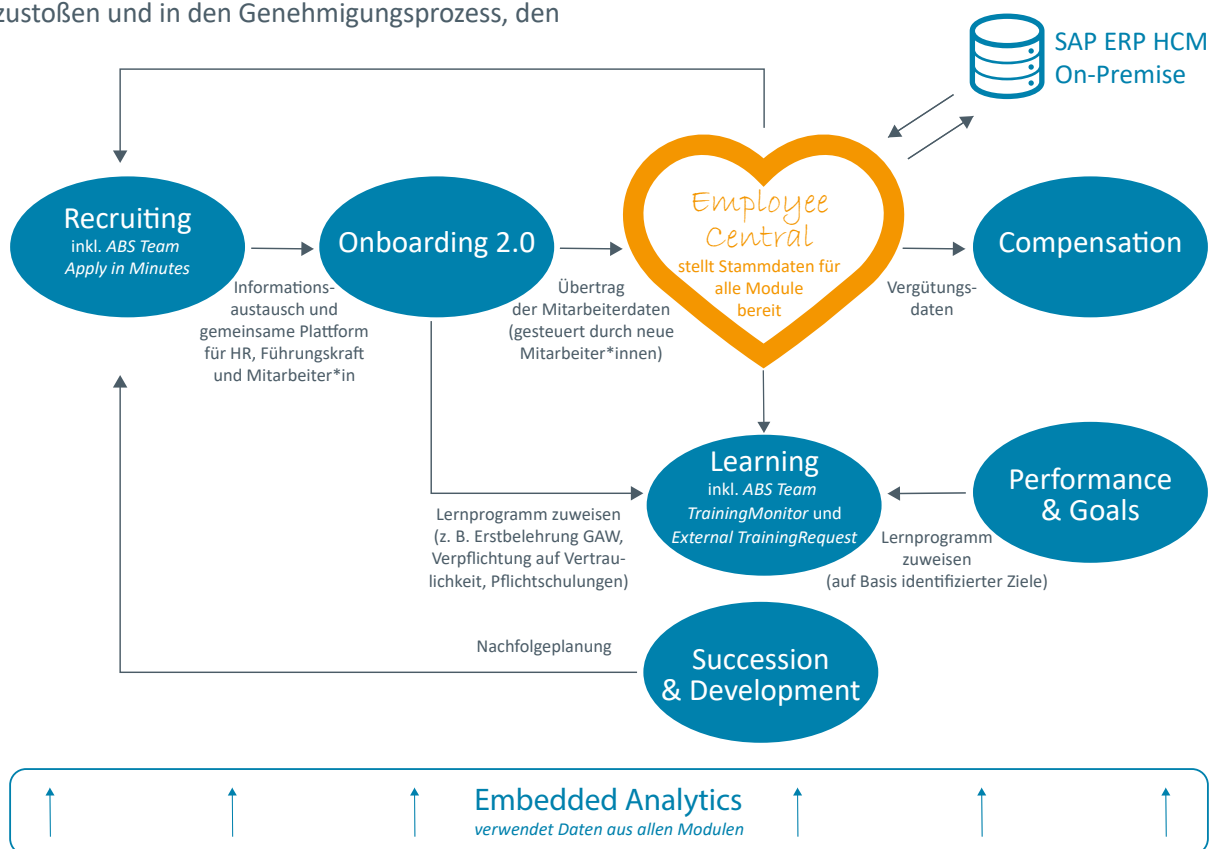 zustoßen und in den Genehmigungsprozess, den
SAP ERP HCM
On-Premise
Recruiting
inkl. ABS Team
Apply in Minutes
Informations-
austausch und
gemeinsame Plattform
für HR, Führungskraft
und Mitarbeiter*in
Onboarding 2.0
Übertrag
der Mitarbeiterdaten
(gesteuert durch neue
Mitarbeiter*innen)
Employee
Central
stellt Stammdaten für
alle Module
bereit
Vergütungs-
daten
Compensation
Lernprogramm zuweisen
(z. B. Erstbelehrung GAW,
Verpflichtung auf Vertrau-
lichkeit, Pflichtschulungen)
Learning
inkl. ABS Team
TrainingMonitor und
External TrainingRequest
Lernprogramm
zuweisen
(auf Basis identifizierter Ziele)
Performance
& Goals
Nachfolgeplanung
Succession
& Development
Embedded Analytics
verwendet Daten aus allen Modulen